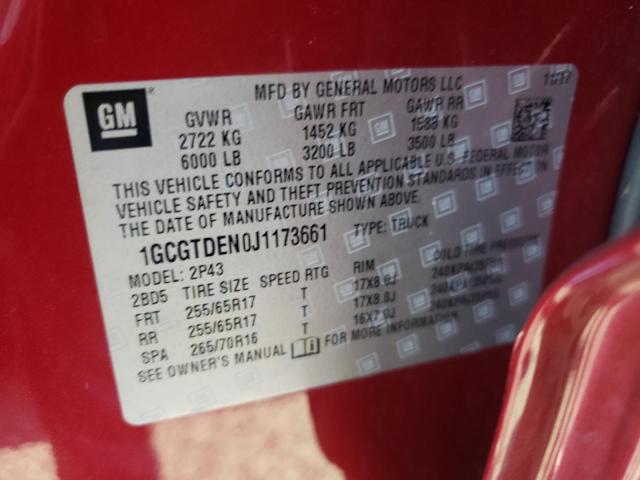 GM
MFD BY GENERAL MOTORS LLC 11/17
GVWR GAWR FRT GAWR RR
2722 KG 1452 KG 1588 KG
6000 LB 3200 LB 3500 LB
THIS VEHICLE CONFORMS TO ALL APPLICABLE U.S. FEDERAL MOTOR
VEHICLE SAFETY AND THEFT PREVENTION STANDARDS IN EFFECT ON
THE DATE OF MANUFACTURE SHOWN ABOVE.
1GCGTDEN0J1173661 TYPE: TRUCK
MODEL: 2P43
2BD5 TIRE SIZE SPEED RTG RIM COLD TIRE PRESSURE
FRT 255/65R17 T 17X8.0J
RR 255/65R17 T 17X8.0J
SPA 265/70R16 T 16X7.0J
SEE OWNER'S MANUAL FOR MORE INFORMATION